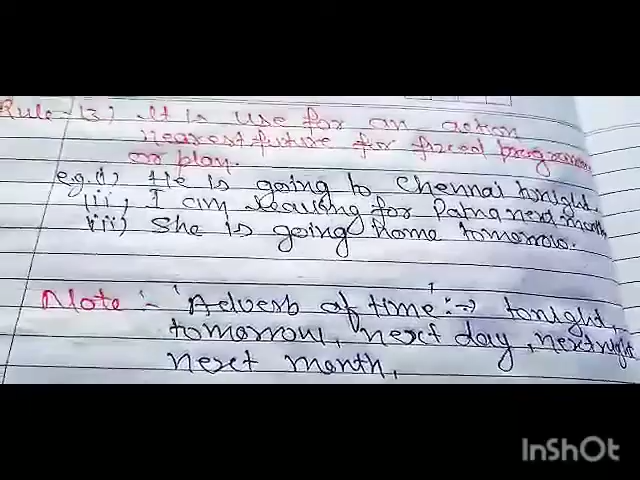 Rule-(3) It is use for an action
nearest future for fixed programme
or plan.
e.g. i) He is going to Chennai tonight.
ii) I am leaving for Patna next month
iii) She is going home tomorrow.
Note :- 'Adverb of time' :-> tonight,
tomorrow, next day, next night
next month,
InShOt